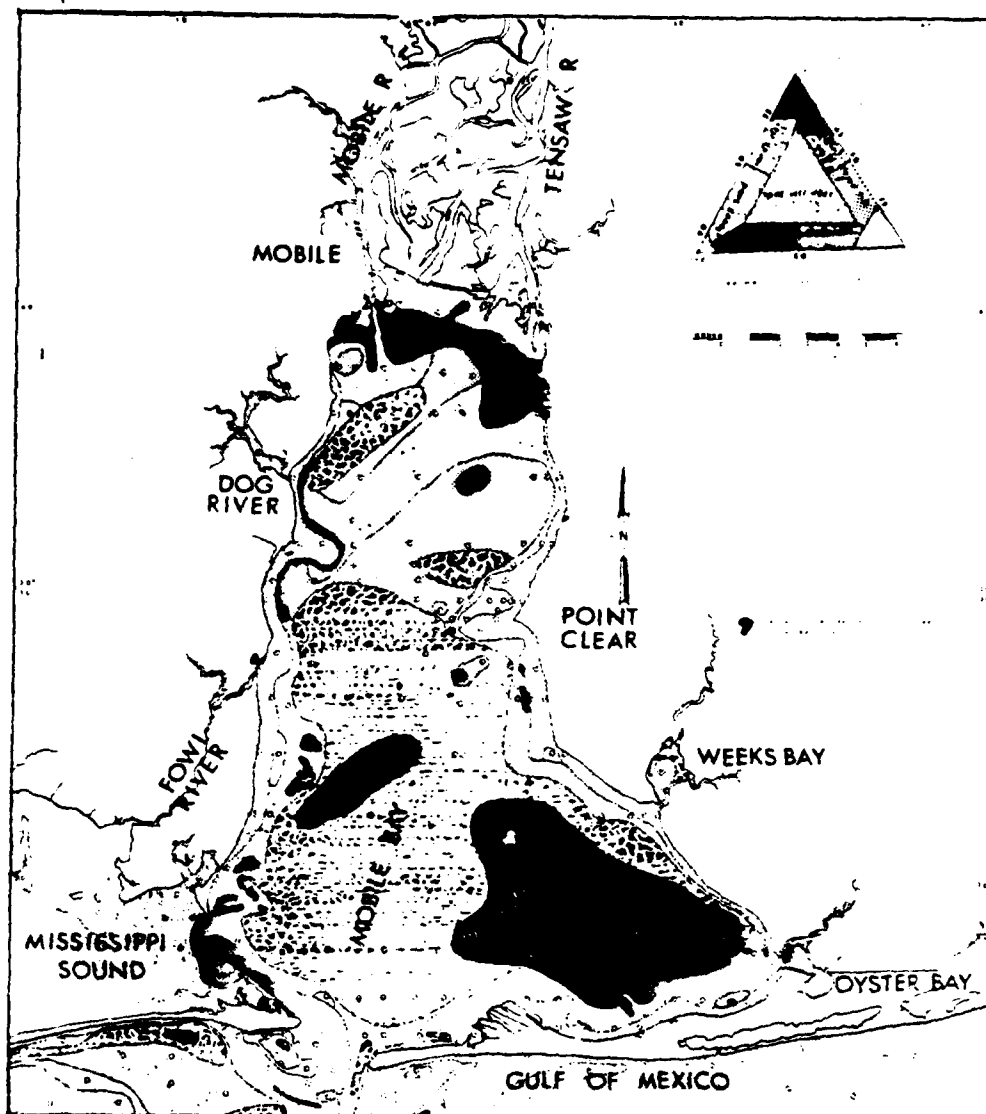 MOBILE R
TENSAW R
MOBILE
DOG
RIVER
N
POINT
CLEAR
FOWL
RIVER
WEEKS BAY
MOBILE BAY
MISSISSIPPI
SOUND
OYSTER BAY
GULF OF MEXICO